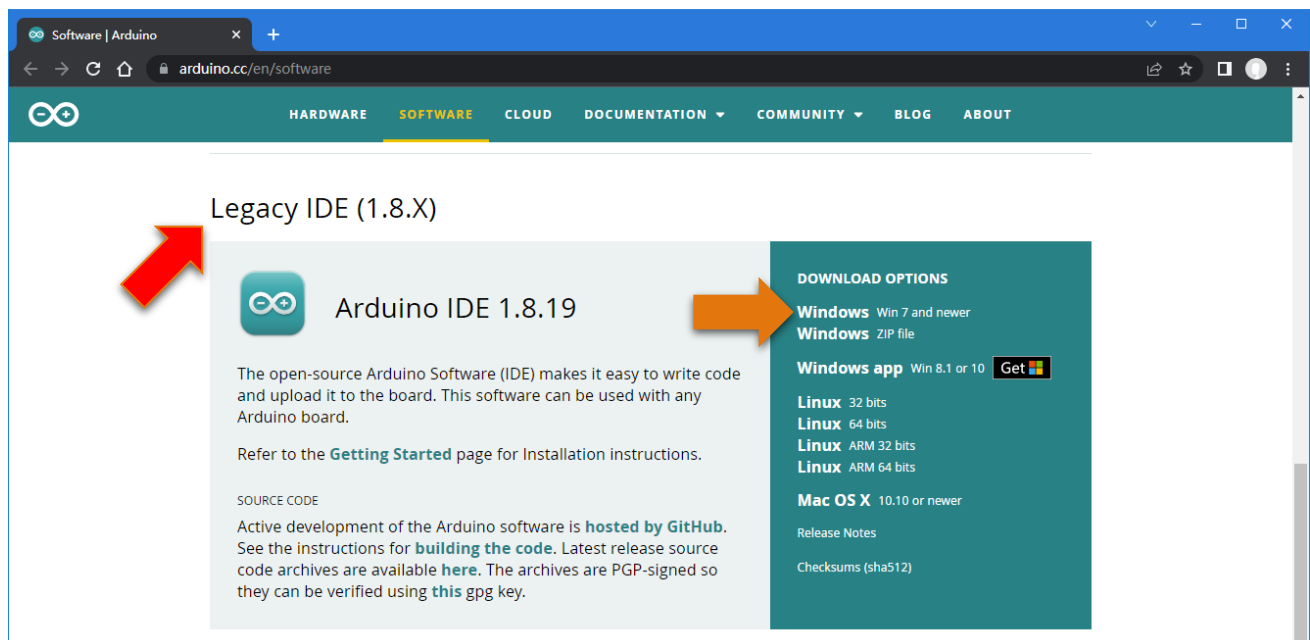 Software | Arduino
arduino.cc/en/software
HARDWARE SOFTWARE CLOUD DOCUMENTATION COMMUNITY BLOG ABOUT
Legacy IDE (1.8.X)
Arduino IDE 1.8.19
The open-source Arduino Software (IDE) makes it easy to write code
and upload it to the board. This software can be used with any
Arduino board.
Refer to the Getting Started page for Installation instructions.
SOURCE CODE
Active development of the Arduino software is hosted by GitHub.
See the instructions for building the code. Latest release source
code archives are available here. The archives are PGP-signed so
they can be verified using this gpg key.
DOWNLOAD OPTIONS
Windows Win 7 and newer
Windows ZIP file
Windows app Win 8.1 or 10 Get
Linux 32 bits
Linux 64 bits
Linux ARM 32 bits
Linux ARM 64 bits
Mac OS X 10.10 or newer
Release Notes
Checksums (sha512)